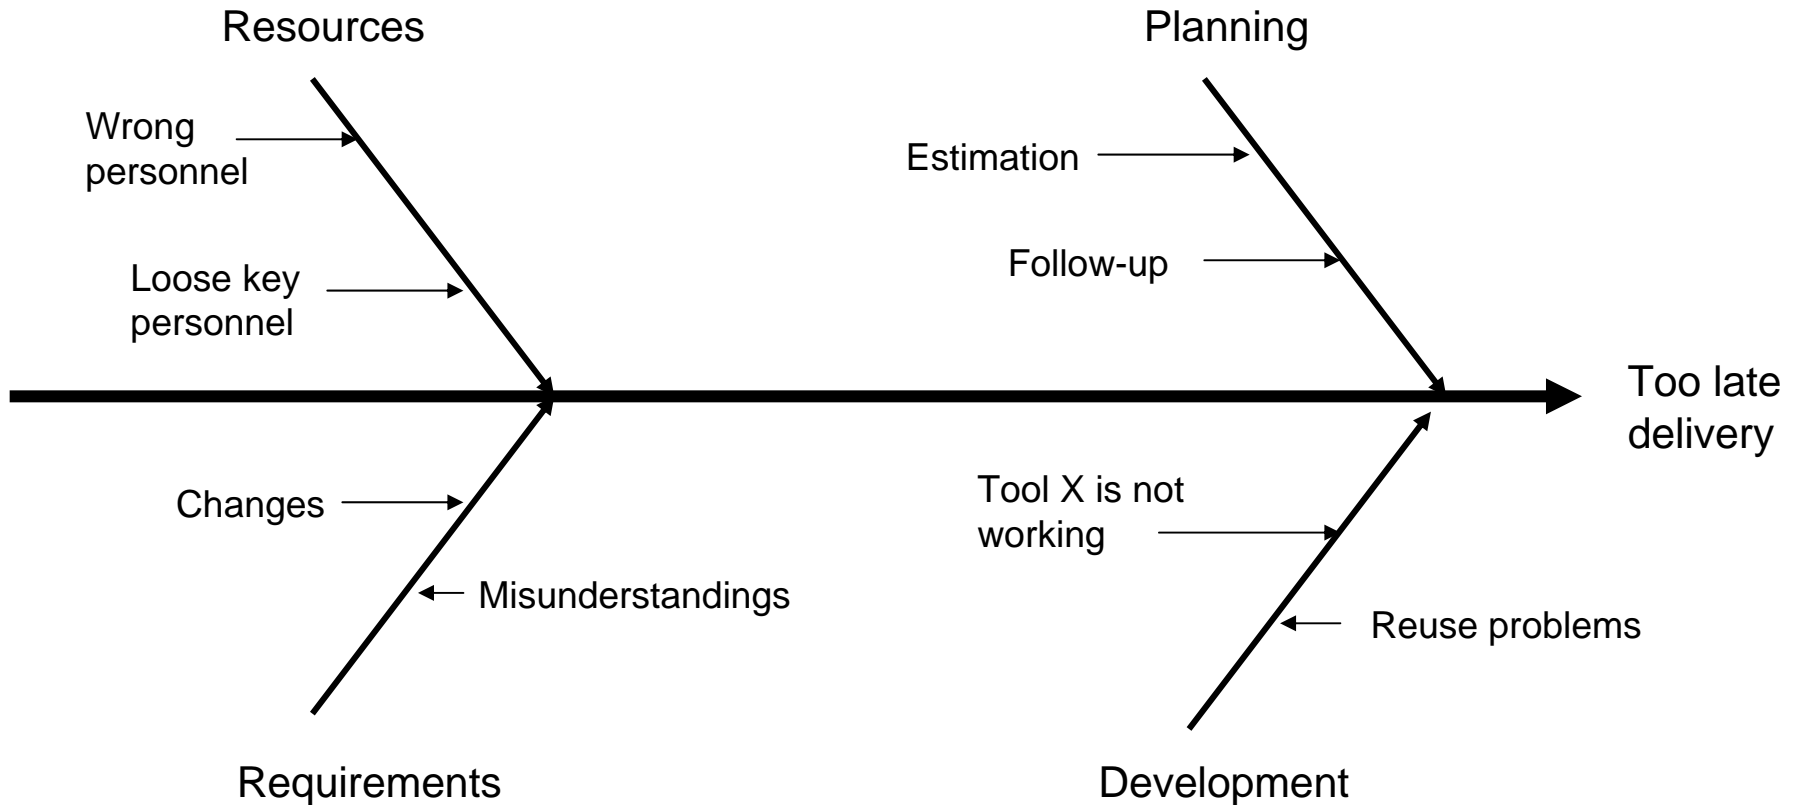 Resources
Planning
Wrong
personnel
Estimation
Loose key
personnel
Follow-up
Too late
delivery
Changes
Tool X is not
working
Misunderstandings
Reuse problems
Requirements
Development